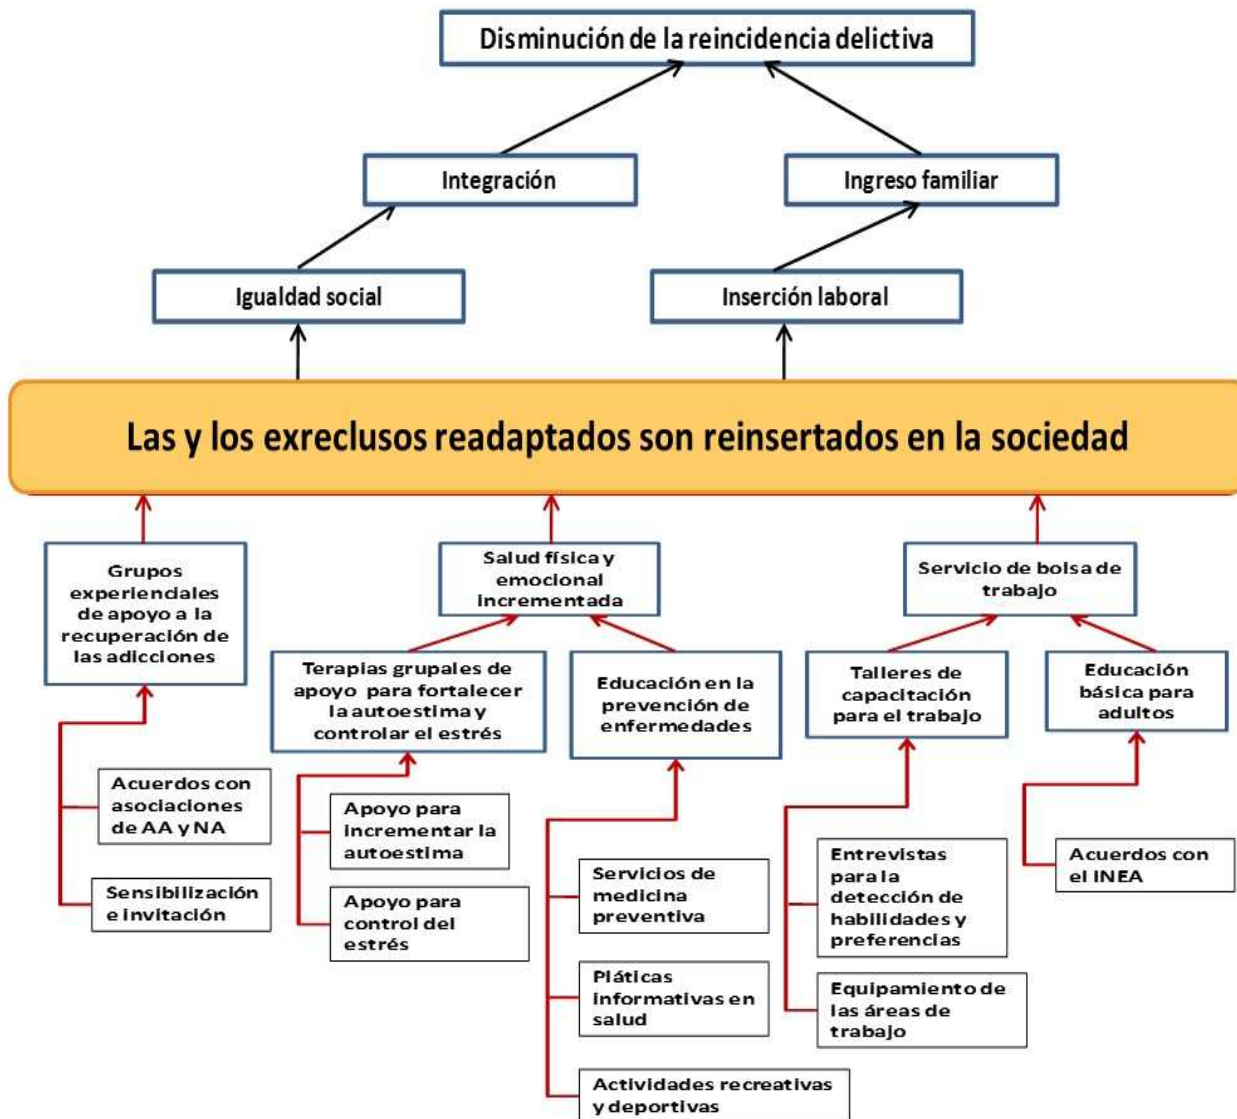 Disminución de la reincidencia delictiva
Integración
Ingreso familiar
Igualdad social
Inserción laboral
Las y los exreclusos readaptados son reinsertados en la sociedad
Grupos
experienciales
de apoyo a la
recuperación de
las adicciones
Salud física y
emocional
incrementada
Servicio de bolsa de
trabajo
Terapias grupales de
apoyo para fortalecer
la autoestima y
controlar el estrés
Educación en la
prevención de
enfermedades
Talleres de
capacitación
para el trabajo
Educación
básica para
adultos
Acuerdos con
asociaciones
de AA y NA
Sensibilización
e invitación
Apoyo para
incrementar la
autoestima
Apoyo para
control del
estrés
Servicios de
medicina
preventiva
Pláticas
informativas en
salud
Actividades recreativas
y deportivas
Entrevistas
para la
detección de
habilidades y
preferencias
Equipamiento de
las áreas de
trabajo
Acuerdos con
el INEA